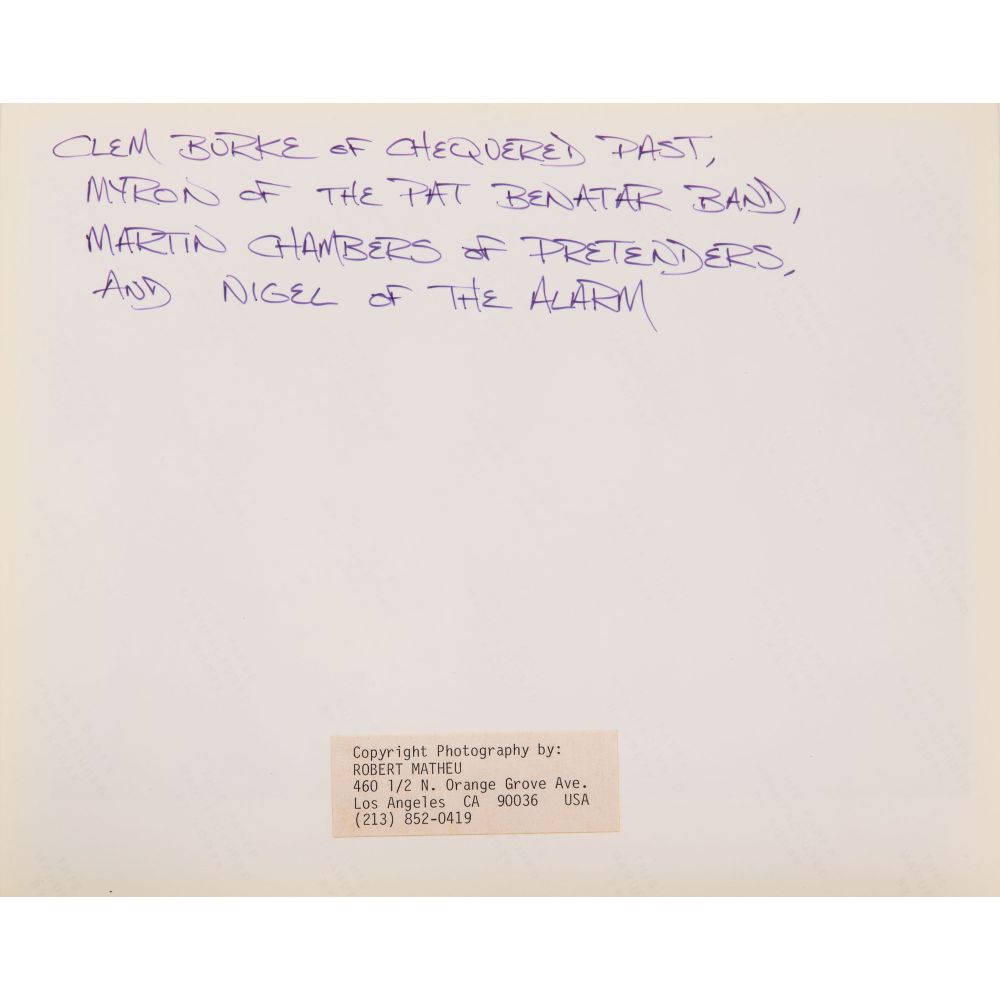 CLEM BURKE OF CHEQUERED PAST,
MYRON OF THE PAT BENATAR BAND,
MARTIN CHAMBERS OF PRETENDERS,
AND NIGEL OF THE ALARM
Copyright Photography by:
ROBERT MATHEU
460 1/2 N. Orange Grove Ave.
Los Angeles CA 90036 USA
(213) 852-0419